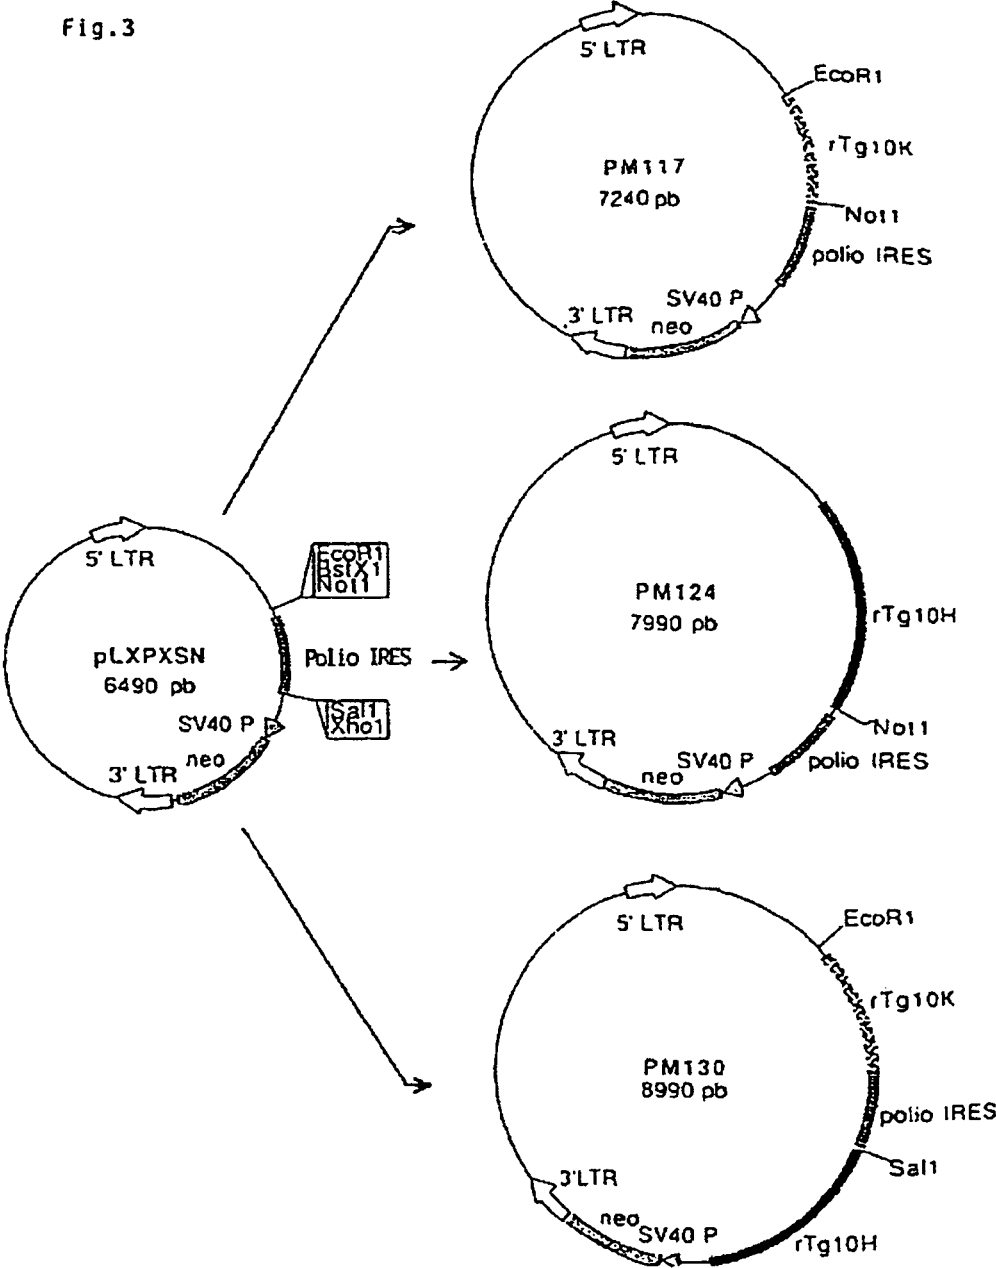 Fig.3
5' LTR
EcoR1
rTg10K
PM117
7240 pb
Not1
polio IRES
SV40 P
3' LTR
neo
5' LTR
PM124
7990 pb
rTg10H
Not1
polio IRES
SV40 P
3' LTR
neo
5' LTR
EcoR1
BstX1
Not1
pLXPXSN
6490 pb
Polio IRES
Sal1
Xho1
SV40 P
neo
3' LTR
5' LTR
EcoR1
rTg10K
PM130
8990 pb
polio IRES
Sal1
3'LTR
neo
SV40 P
rTg10H